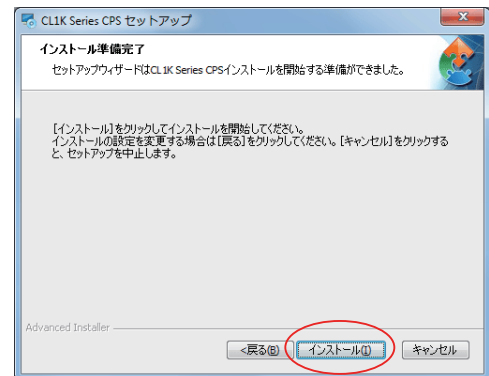 CL1K Series CPS セットアップ
インストール準備完了
セットアップウィザードはCL1K Series CPSインストールを開始する準備ができました。
[インストール]をクリックしてインストールを開始してください。
インストールの設定を変更する場合は[戻る]をクリックしてください。[キャンセル]をクリックする
と、セットアップを中止します。
Advanced Installer
<戻る(B)
インストール(I)
キャンセル